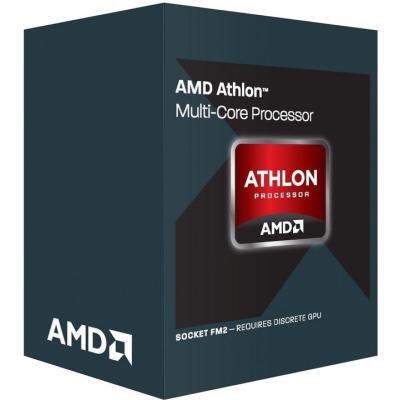 AMD Athlon™
Multi-Core Processor
ATHLON
PROCESSOR
AMD
SOCKET FM2 – REQUIRES DISCRETE GPU
AMD